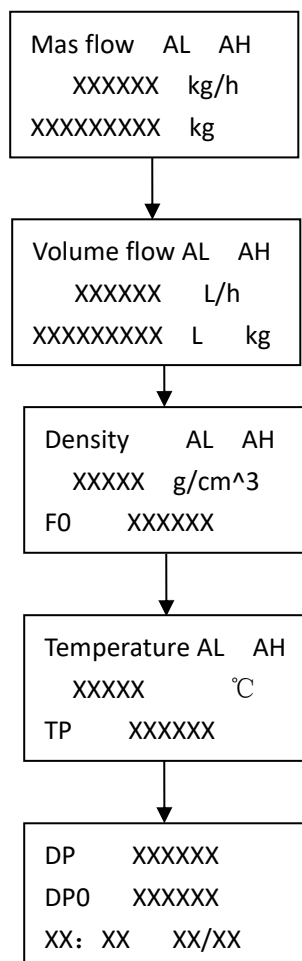 Mas flow AL AH
XXXXXX kg/h
XXXXXXXXX kg
Volume flow AL AH
XXXXXX L/h
XXXXXXXXX L kg
Density AL AH
XXXXX g/cm^3
F0 XXXXXX
Temperature AL AH
XXXXX ℃
TP XXXXXX
DP XXXXXX
DP0 XXXXXX
XX：XX XX/XX